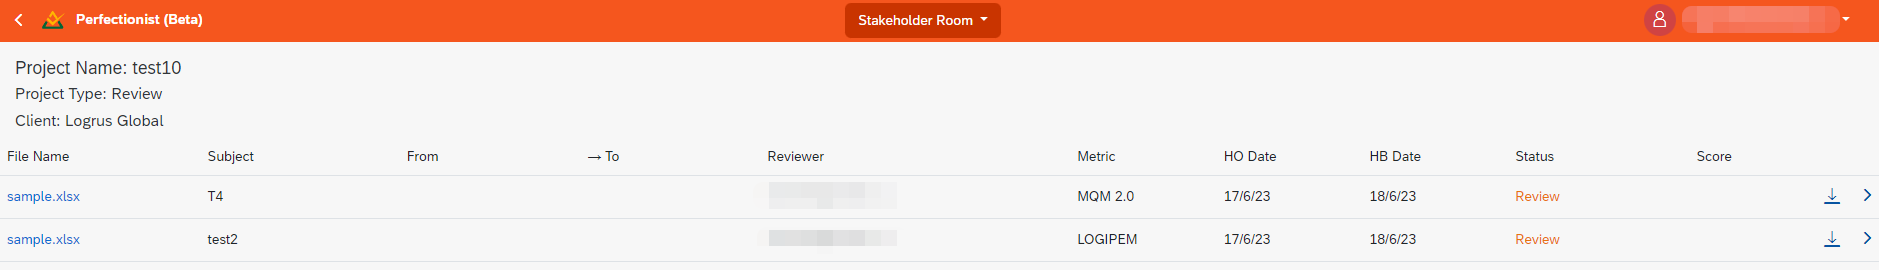 Perfectionist (Beta) Stakeholder Room
Project Name: test10
Project Type: Review
Client: Logrus Global
File Name Subject From → To Reviewer Metric HO Date HB Date Status Score
sample.xlsx T4 MQM 2.0 17/6/23 18/6/23 Review
sample.xlsx test2 LOGIPEM 17/6/23 18/6/23 Review